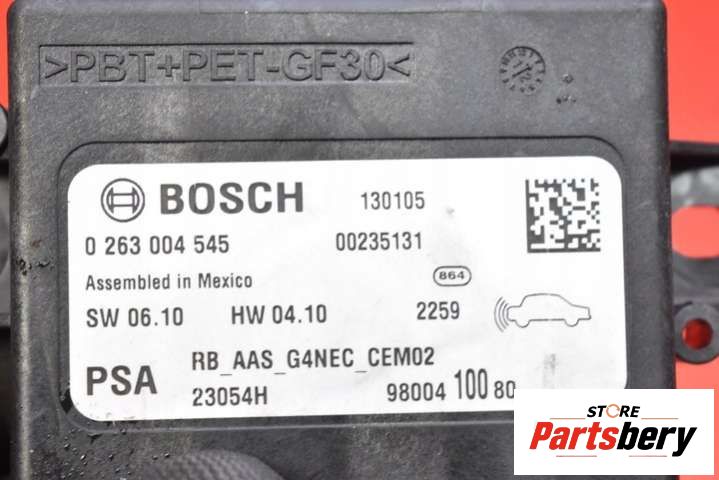 >PBT+PET-GF30<
BOSCH 130105
0 263 004 545 00235131
Assembled in Mexico 864
SW 06.10 HW 04.10 2259
PSA RB_AAS_G4NEC_CEM02
23054H 98004 100 80
STORE
Partsbery